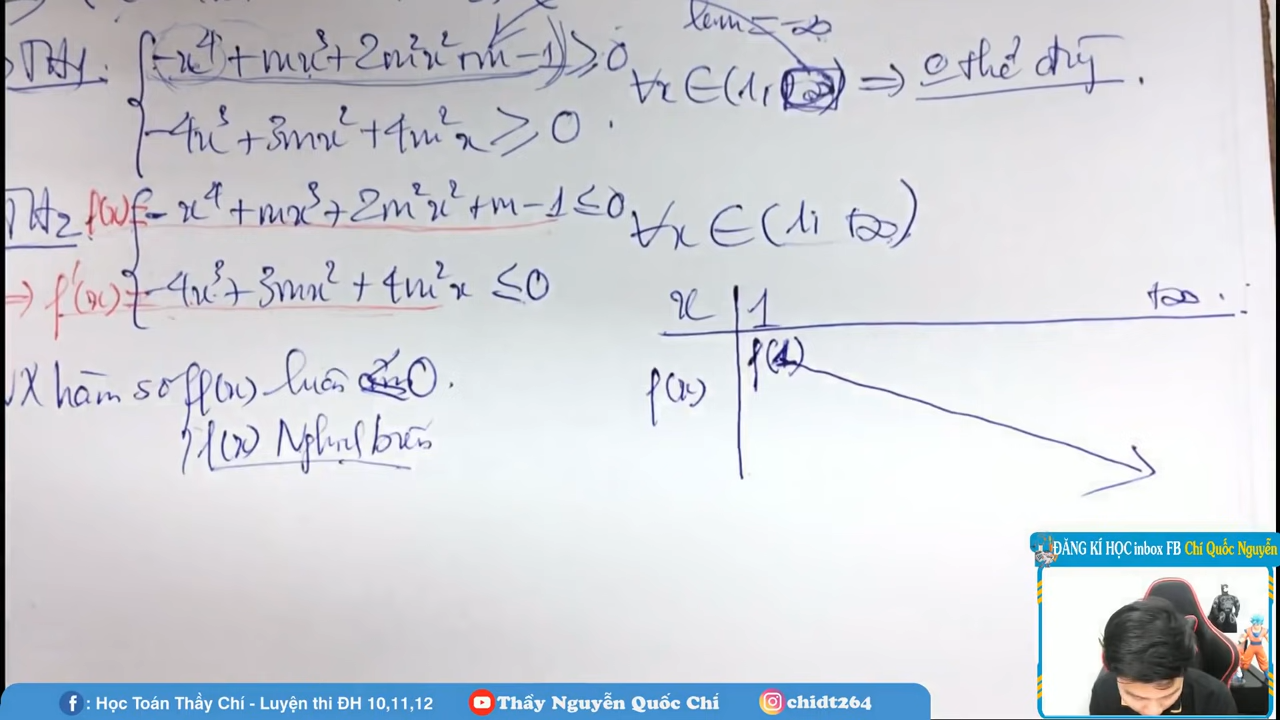 TH1. { -x⁴ + mx³ + 2m²x² + m - 1) ≥ 0
lim = -∞
∀x ∈ (1; +∞) ⇒ 0 thể
-4x³ + 3mx² + 4m²x ≥ 0.
TH2 f(x) = { -x⁴ + mx³ + 2m²x² + m - 1 ≤ 0
∀x ∈ (1; +∞)
⇒ f'(x) = -4x³ + 3mx² + 4m²x ≤ 0
x 1 +∞
f(x) f(1)
NX hàm số f(x) luôn ≤ 0.
f(x) Nghịch biến
ĐĂNG KÍ HỌC inbox FB Chí Quốc Nguyễn
: Học Toán Thầy Chí - Luyện thi ĐH 10,11,12
Thầy Nguyễn Quốc Chí
chidt264